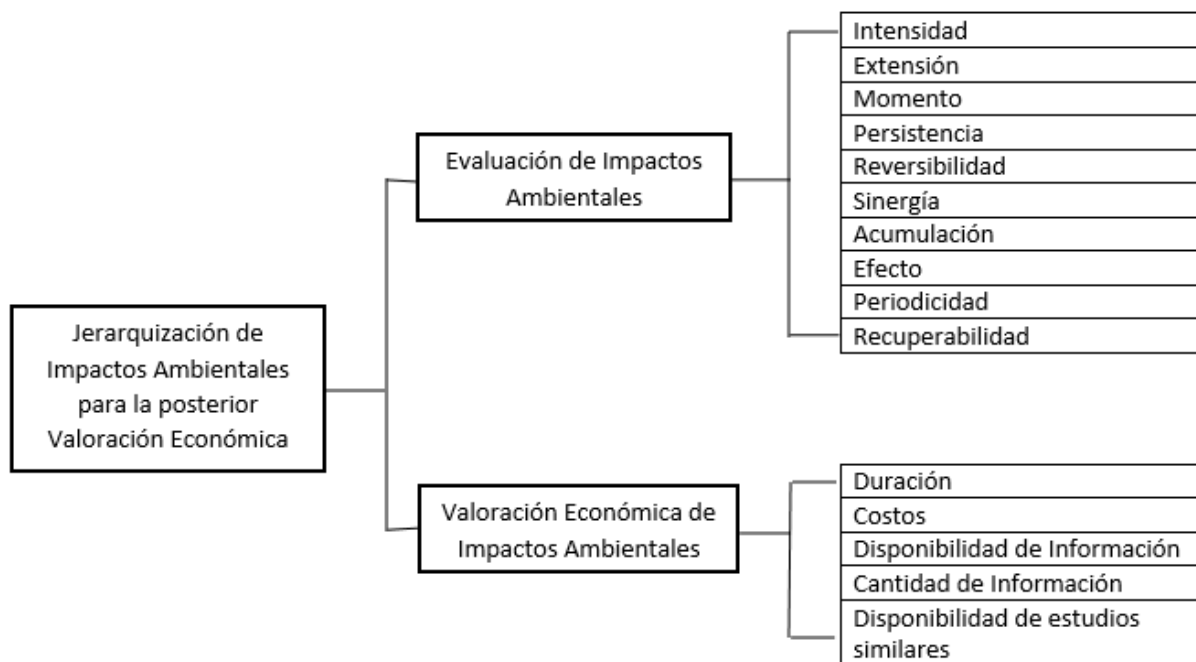 Jerarquización de
Impactos Ambientales
para la posterior
Valoración Económica
Evaluación de Impactos
Ambientales
Intensidad
Extensión
Momento
Persistencia
Reversibilidad
Sinergía
Acumulación
Efecto
Periodicidad
Recuperabilidad
Valoración Económica de
Impactos Ambientales
Duración
Costos
Disponibilidad de Información
Cantidad de Información
Disponibilidad de estudios
similares